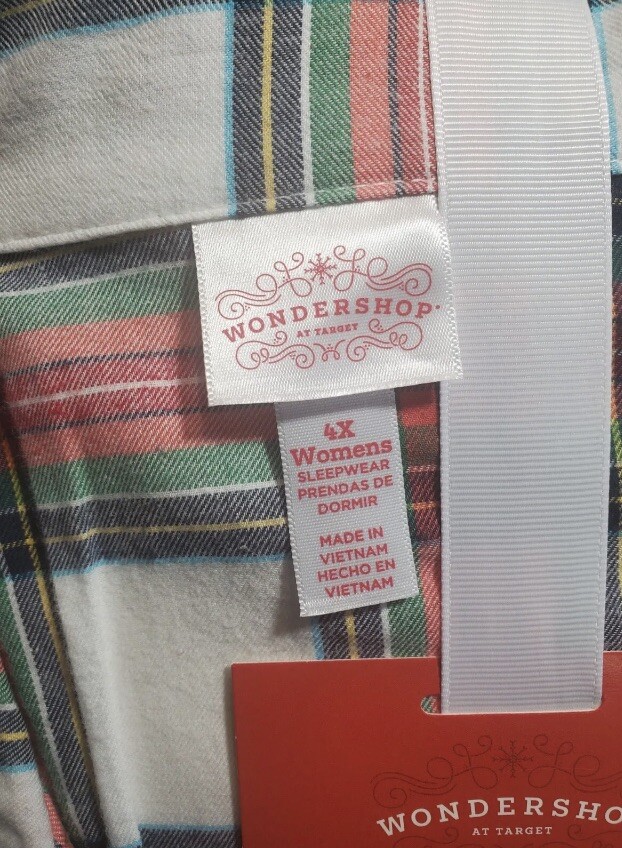 WONDERSHOP
AT TARGET
4X
Womens
SLEEPWEAR
PRENDAS DE
DORMIR
MADE IN
VIETNAM
HECHO EN
VIETNAM
WONDERSHO
AT TARGET